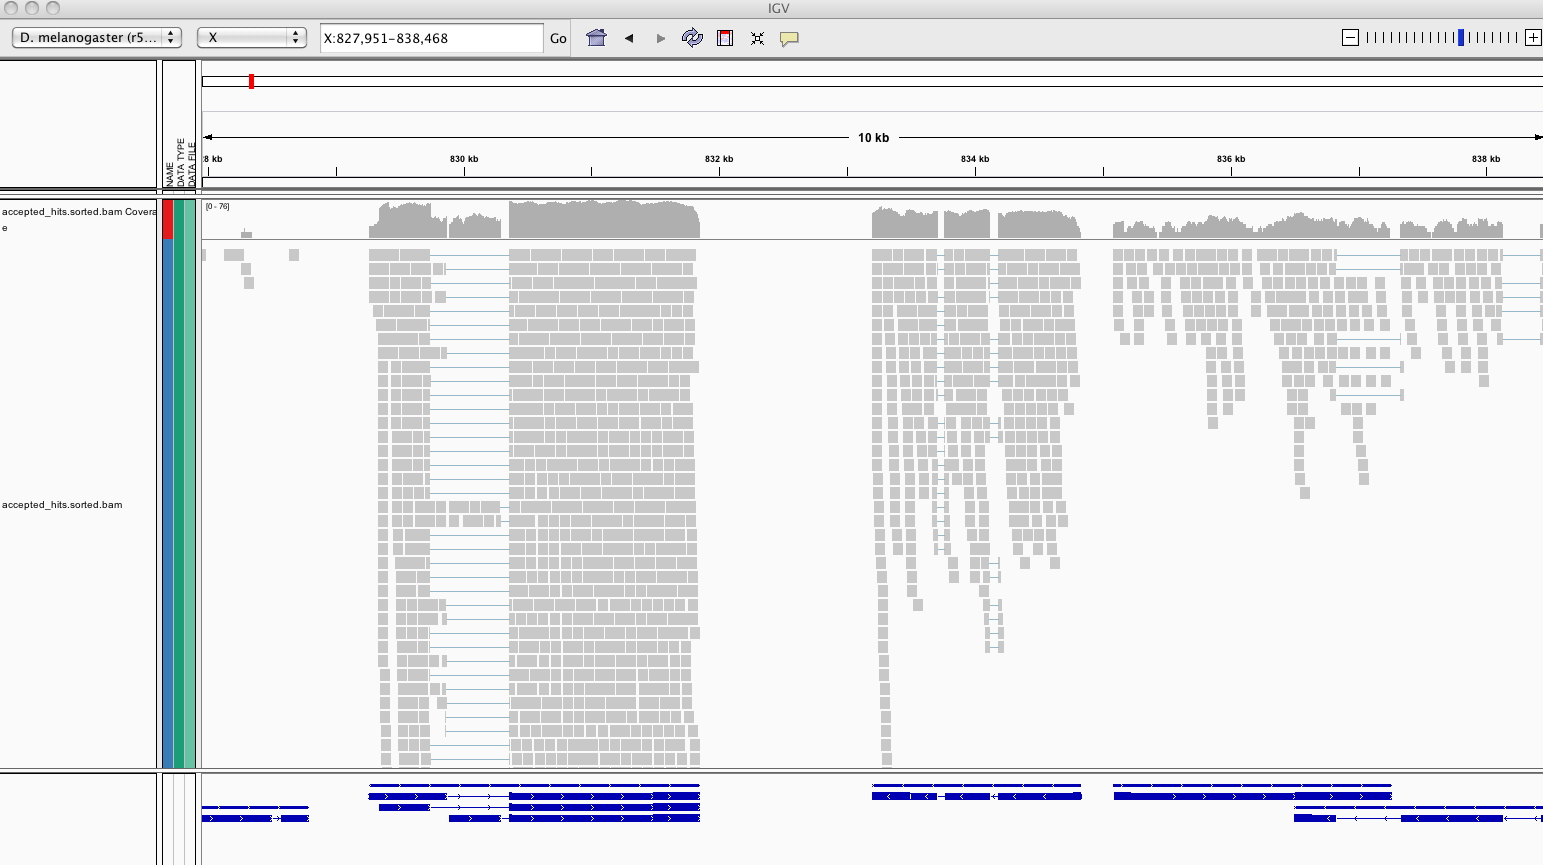 IGV
D. melanogaster (r5... X X:827,951-838,468 Go
NAME
DATA TYPE
DATA FILE
10 kb
8 kb 830 kb 832 kb 834 kb 836 kb 838 kb
accepted_hits.sorted.bam Covera
e
[0 - 76]
accepted_hits.sorted.bam